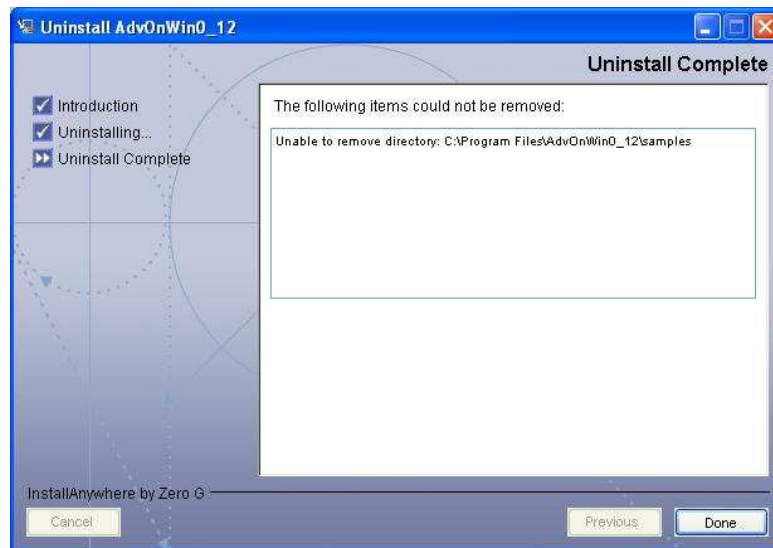 Uninstall AdvOnWin0_12
Uninstall Complete
Introduction
Uninstalling...
Uninstall Complete
The following items could not be removed:
Unable to remove directory: C:\Program Files\AdvOnWin0_12\samples
InstallAnywhere by Zero G
Cancel
Previous
Done